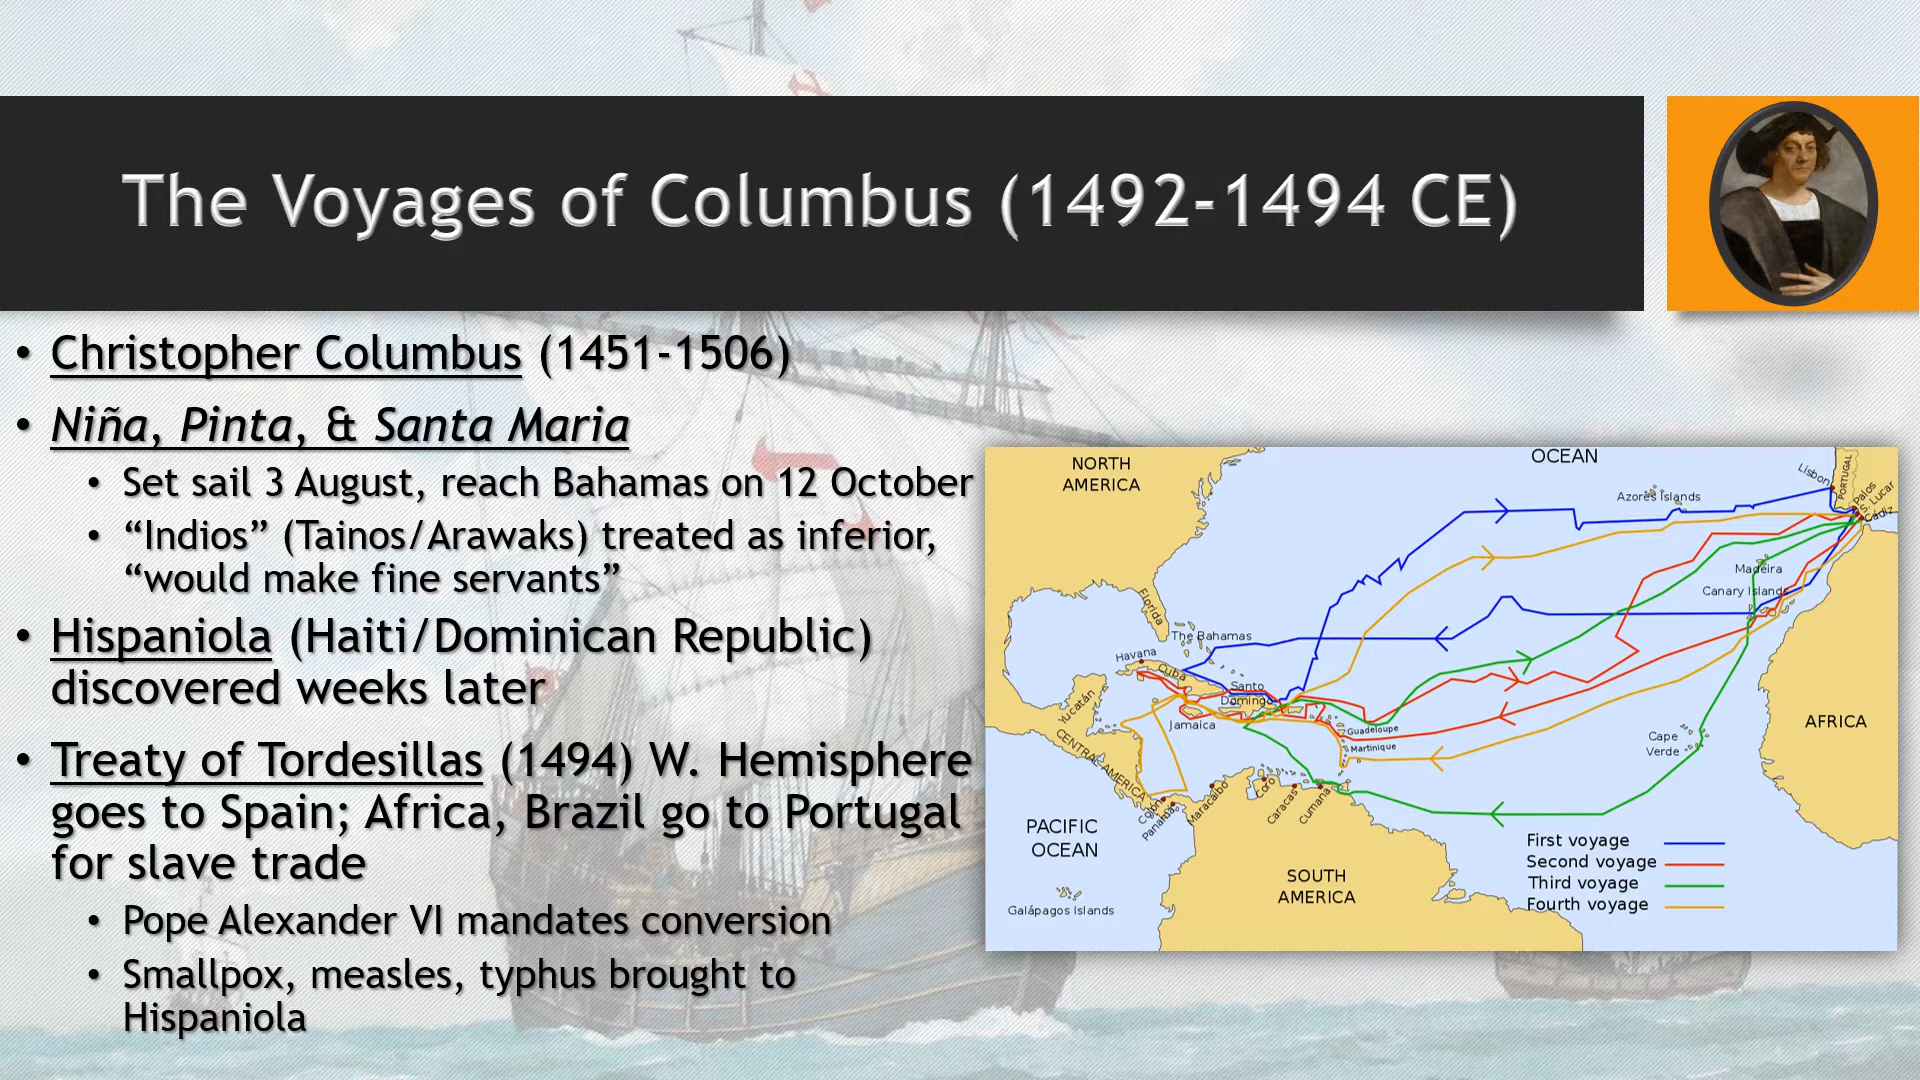 The Voyages of Columbus (1492-1494 CE)
• Christopher Columbus (1451-1506)
• Niña, Pinta, & Santa Maria
• Set sail 3 August, reach Bahamas on 12 October
• “Indios” (Tainos/Arawaks) treated as inferior,
“would make fine servants”
• Hispaniola (Haiti/Dominican Republic)
discovered weeks later
• Treaty of Tordesillas (1494) W. Hemisphere
goes to Spain; Africa, Brazil go to Portugal
for slave trade
• Pope Alexander VI mandates conversion
• Smallpox, measles, typhus brought to
Hispaniola
OCEAN
NORTH
AMERICA
Lisbon
PORTUGAL
Palos
S. Lucar
Cádiz
Azores Islands
Madeira
Canary Islands
Florida
The Bahamas
Havana
Cuba
Santo
Domingo
Yucatán
Jamaica
Guadeloupe
Martinique
CENTRAL AMERICA
Cape
Verde
AFRICA
Colón
Panamá
Maracaibo
Coro
Caracas
Cumaná
PACIFIC
OCEAN
Galápagos Islands
SOUTH
AMERICA
First voyage
Second voyage
Third voyage
Fourth voyage